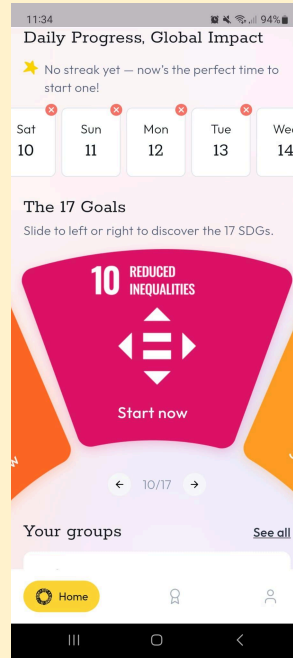 11:34
94%
Daily Progress, Global Impact
No streak yet — now's the perfect time to
start one!
Sat Sun Mon Tue
10 11 12 13 14
The 17 Goals
Slide to left or right to discover the 17 SDGs.
10 REDUCED
INEQUALITIES
Start now
10/17
Your groups See all
Home